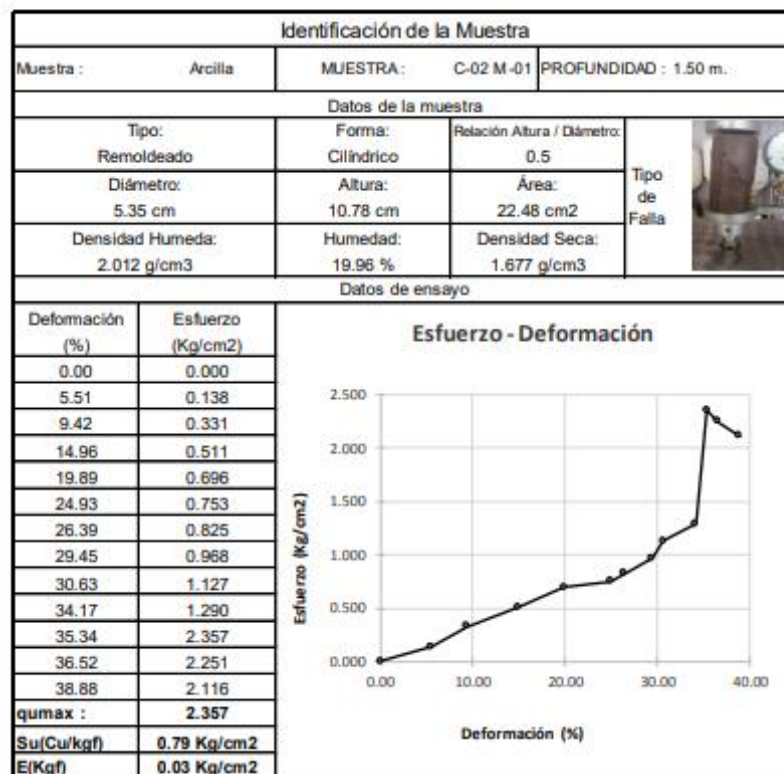 Identificación de la Muestra
Muestra : Arcilla MUESTRA : C-02 M-01 PROFUNDIDAD : 1.50 m.
Datos de la muestra
Tipo: Forma: Relación Altura / Diámetro:
Remoldeado Cilíndrico 0.5
Diámetro: Altura: Área:
5.35 cm 10.78 cm 22.48 cm2
Tipo
de
Falla
Densidad Humeda: Humedad: Densidad Seca:
2.012 g/cm3 19.96 % 1.677 g/cm3
Datos de ensayo
Deformación Esfuerzo
(%) (Kg/cm2)
0.00 0.000
5.51 0.138
9.42 0.331
14.96 0.511
19.89 0.696
24.93 0.753
26.39 0.825
29.45 0.968
30.63 1.127
34.17 1.290
35.34 2.357
36.52 2.251
38.88 2.116
qumax : 2.357
Su(Cu/kgf) 0.79 Kg/cm2
E(Kgf) 0.03 Kg/cm2
Esfuerzo - Deformación
Esfuerzo (Kg/cm2)
2.500
2.000
1.500
1.000
0.500
0.000
0.00 10.00 20.00 30.00 40.00
Deformación (%)